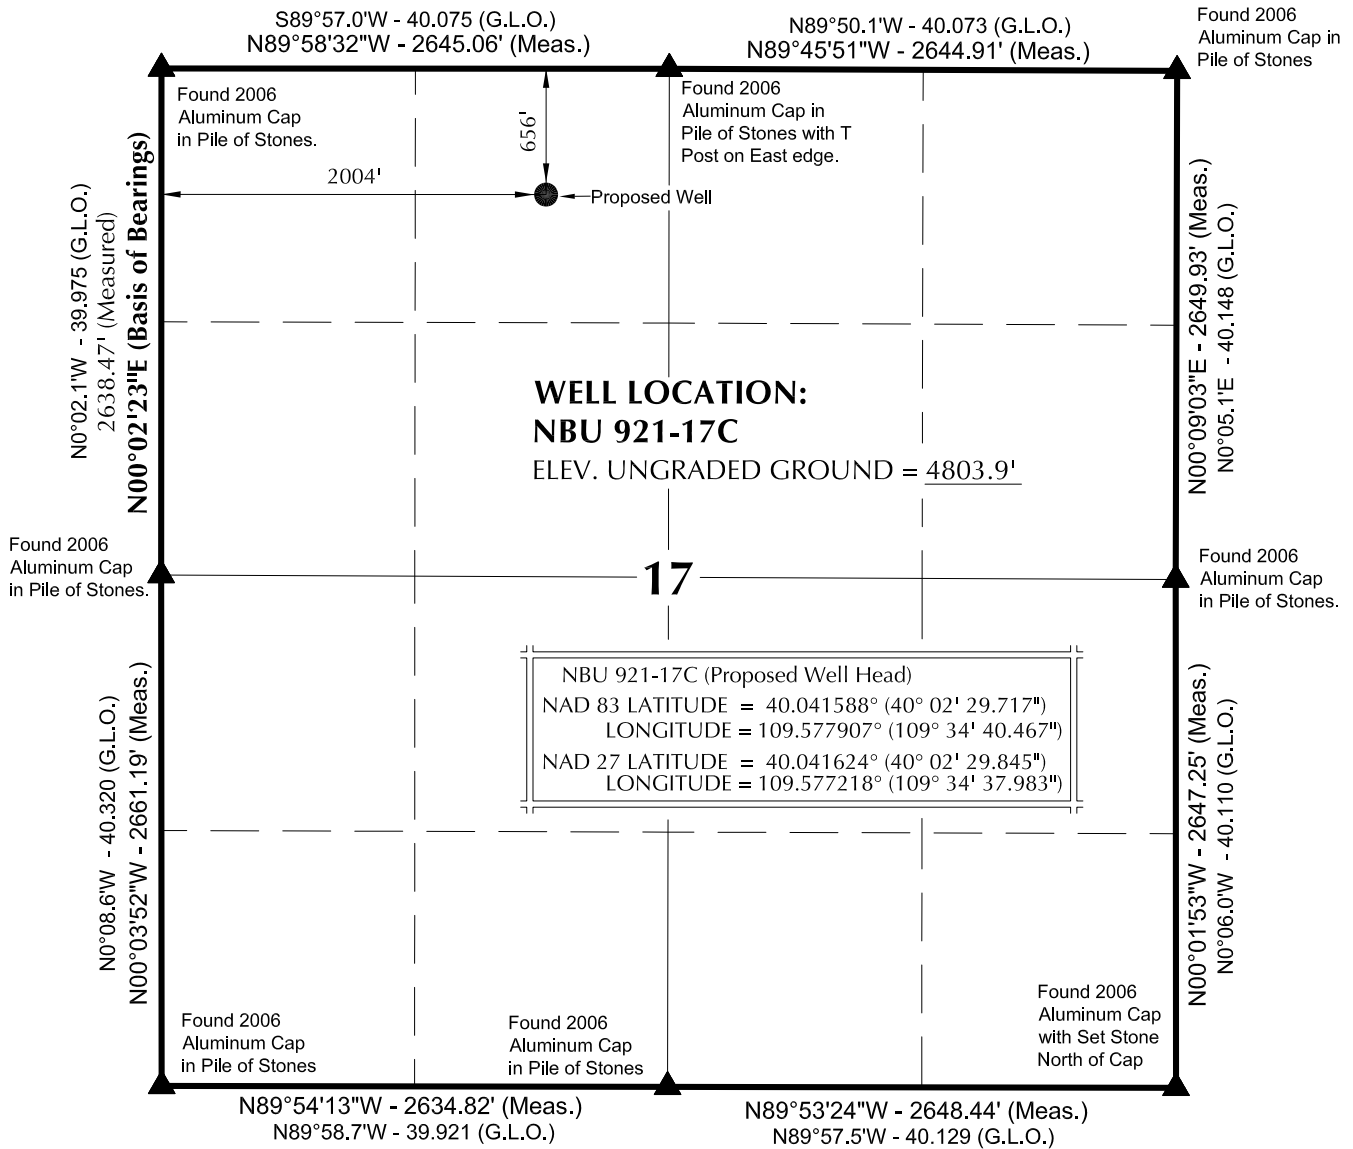 S89°57.0'W - 40.075 (G.L.O.)
N89°58'32"W - 2645.06' (Meas.)
N89°50.1'W - 40.073 (G.L.O.)
N89°45'51"W - 2644.91' (Meas.)
Found 2006
Aluminum Cap in
Pile of Stones
Found 2006
Aluminum Cap
in Pile of Stones.
656'
Found 2006
Aluminum Cap in
Pile of Stones with T
Post on East edge.
2004'
Proposed Well
N0°02.1'W - 39.975 (G.L.O.)
2638.47' (Measured)
N00°02'23"E (Basis of Bearings)
N00°09'03"E - 2649.93' (Meas.)
N0°05.1'E - 40.148 (G.L.O.)
WELL LOCATION:
NBU 921-17C
ELEV. UNGRADED GROUND = 4803.9'
Found 2006
Aluminum Cap
in Pile of Stones.
17
Found 2006
Aluminum Cap
in Pile of Stones.
NBU 921-17C (Proposed Well Head)
NAD 83 LATITUDE = 40.041588° (40° 02' 29.717")
LONGITUDE = 109.577907° (109° 34' 40.467")
NAD 27 LATITUDE = 40.041624° (40° 02' 29.845")
LONGITUDE = 109.577218° (109° 34' 37.983")
N0°08.6'W - 40.320 (G.L.O.)
N00°03'52"W - 2661.19' (Meas.)
N00°01'53"W - 2647.25' (Meas.)
N0°06.0'W - 40.110 (G.L.O.)
Found 2006
Aluminum Cap
in Pile of Stones
Found 2006
Aluminum Cap
in Pile of Stones
Found 2006
Aluminum Cap
with Set Stone
North of Cap
N89°54'13"W - 2634.82' (Meas.)
N89°58.7'W - 39.921 (G.L.O.)
N89°53'24"W - 2648.44' (Meas.)
N89°57.5'W - 40.129 (G.L.O.)